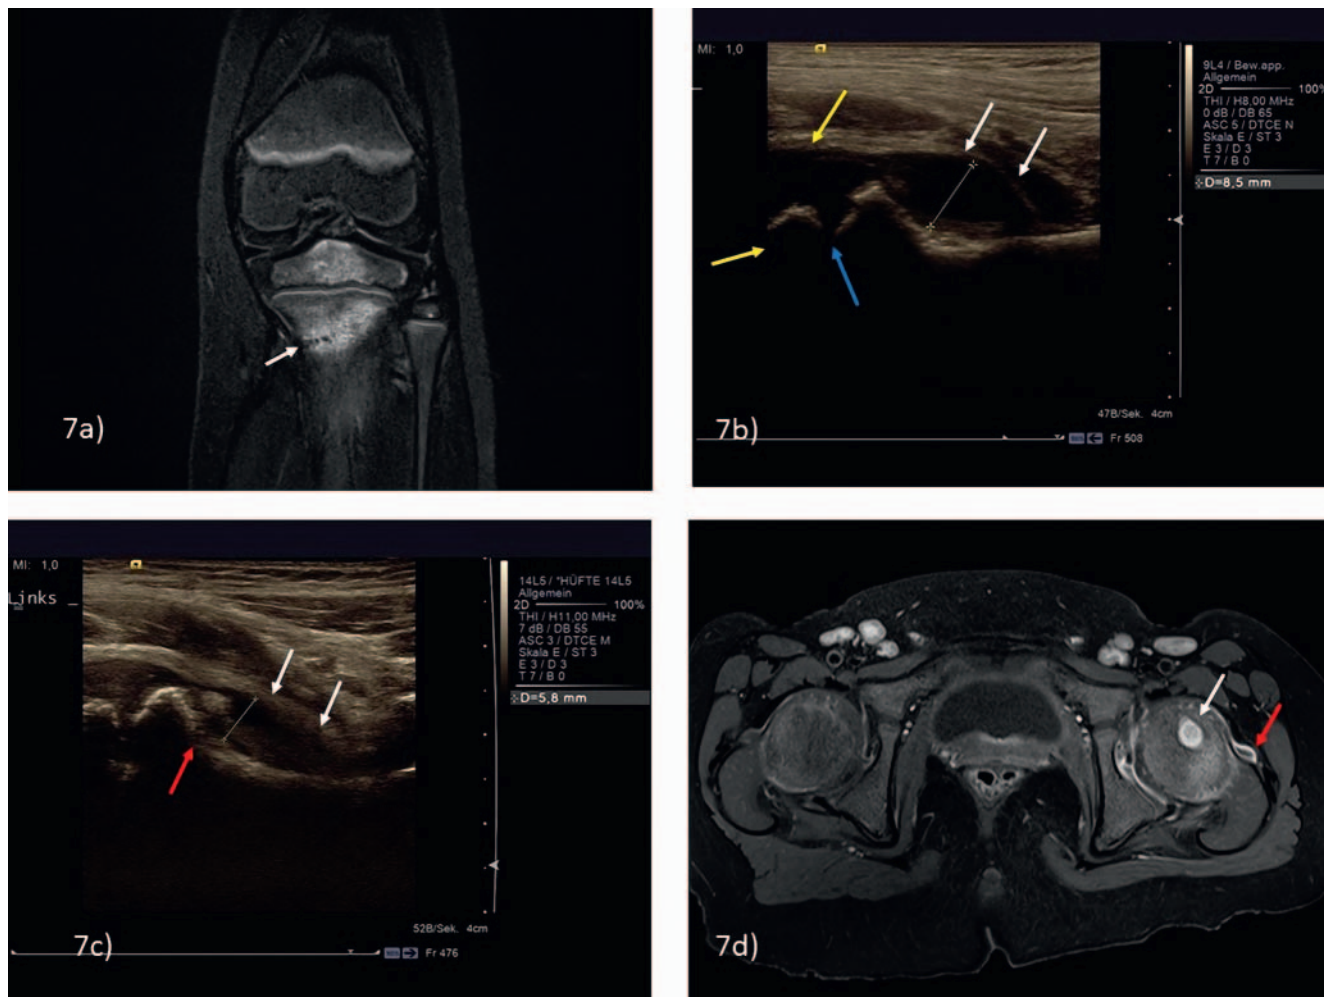 7a)
MI: 1,0
9L4 / Bew.app.
Allgemein
2D 100%
THI / H8,00 MHz
0 dB / DB 65
ASC 5 / DTCE N
Skala E / ST 3
E 3 / D 3
T 7 / B 0
D=8,5 mm
47B/Sek. 4cm
Fr 508
7b)
MI: 1,0
Links
14L5 / *HÜFTE 14L5
Allgemein
2D 100%
THI / H11,00 MHz
7 dB / DB 55
ASC 3 / DTCE M
Skala E / ST 3
E 3 / D 3
T 7 / B 0
D=5,8 mm
52B/Sek. 4cm
Fr 476
7c)
7d)